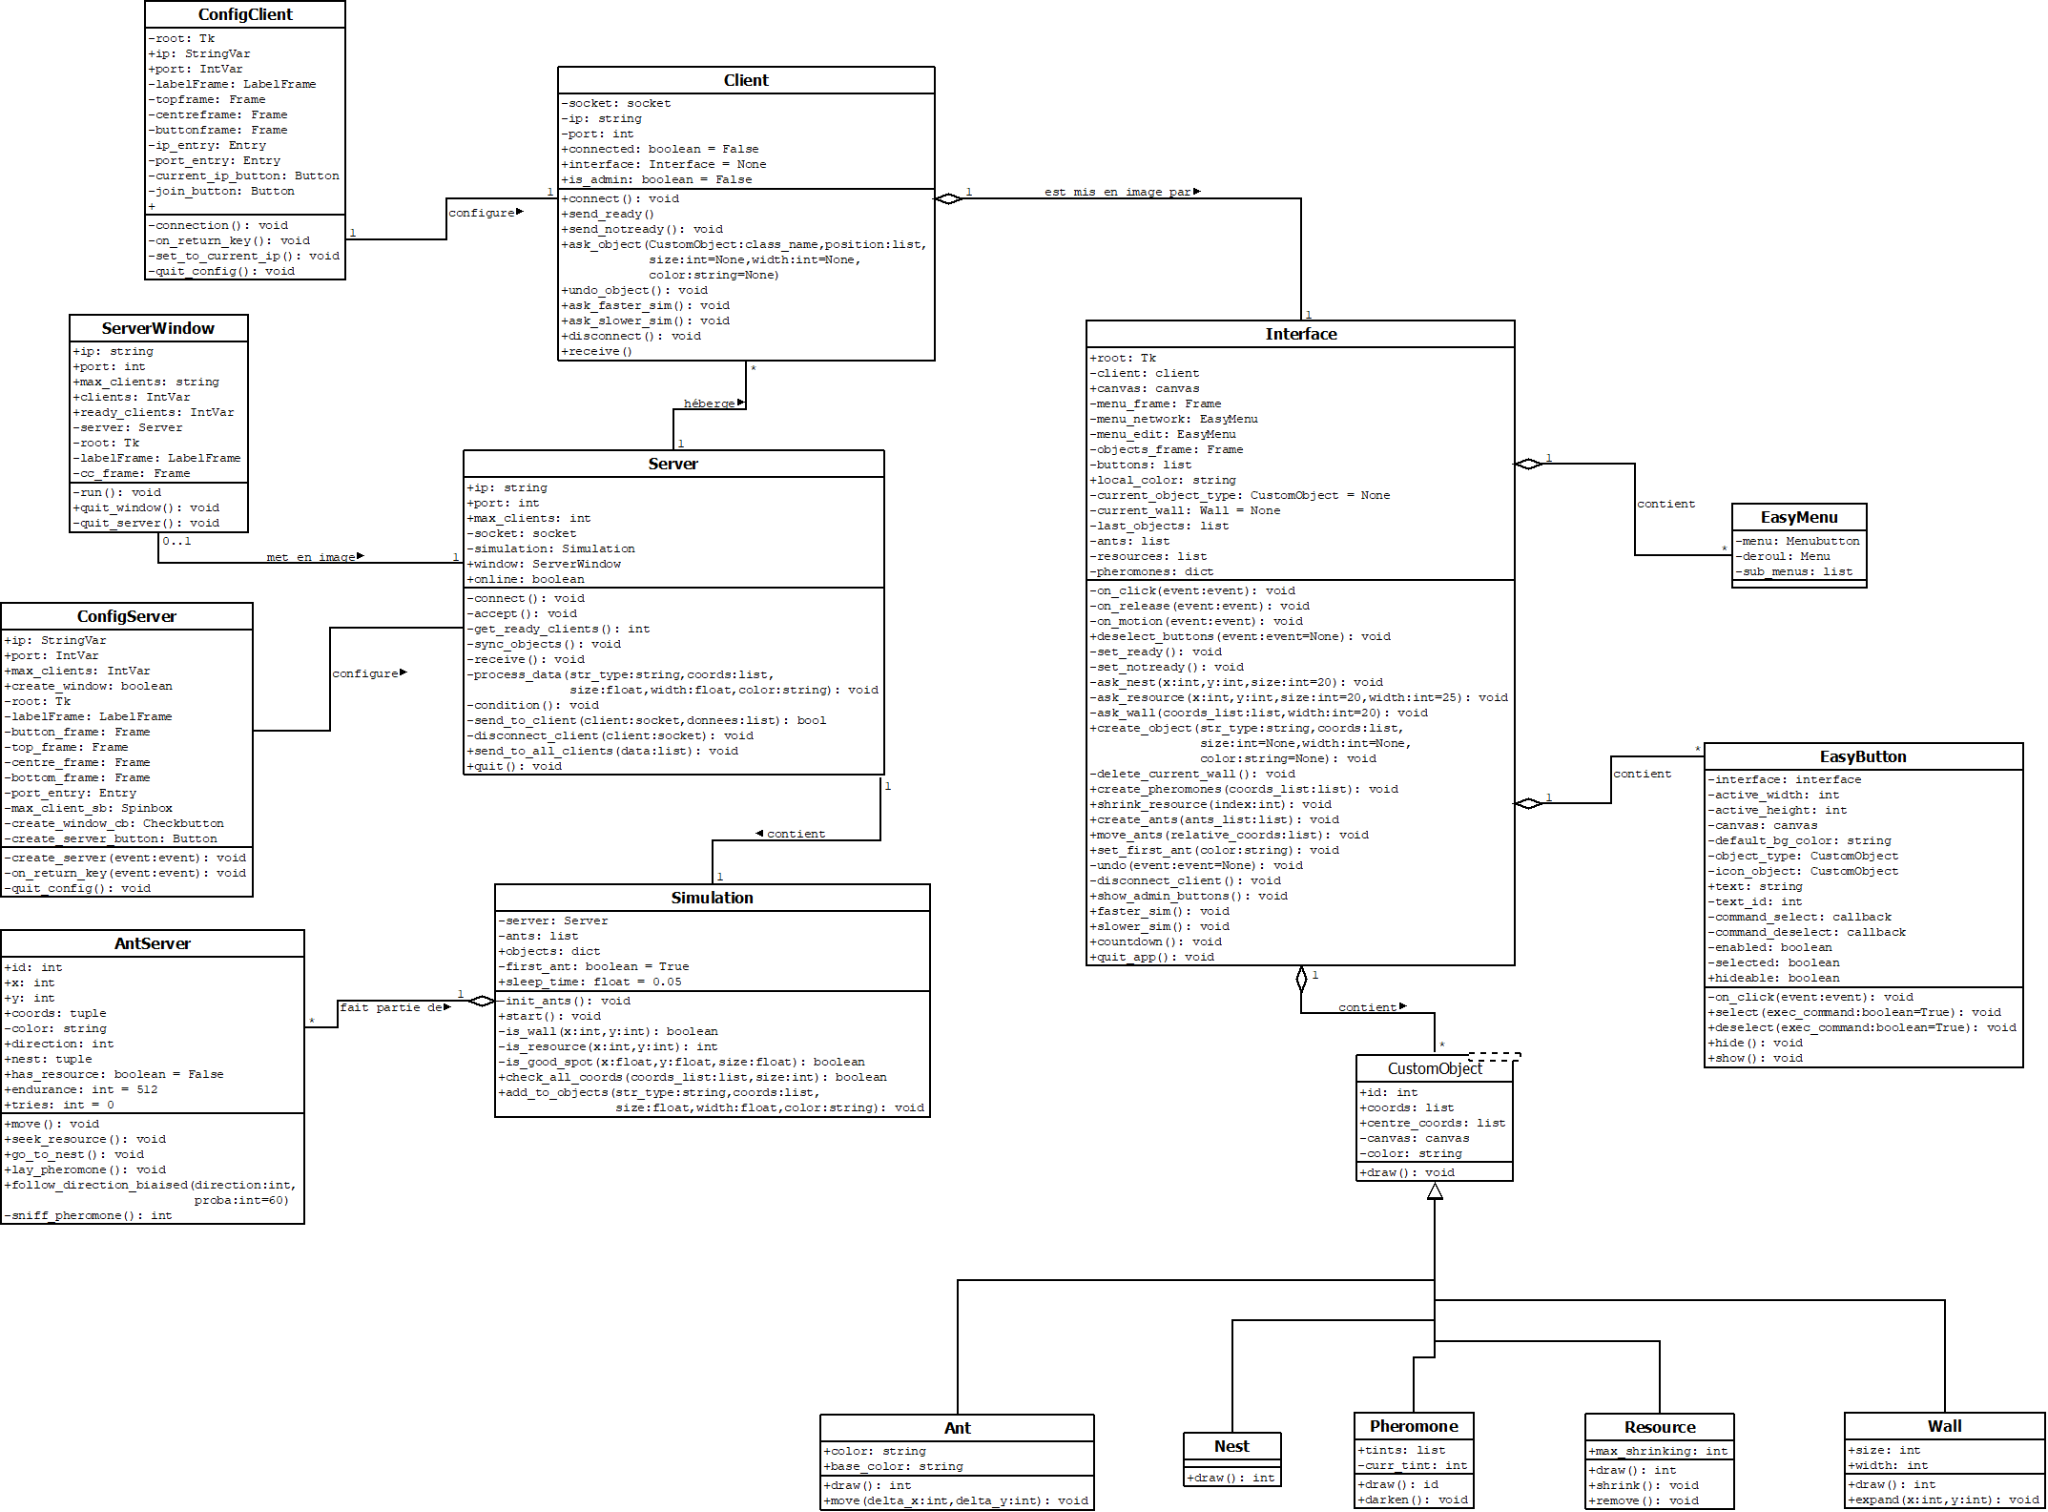 ConfigClient
-root: Tk
+ip: StringVar
+port: IntVar
-labelFrame: LabelFrame
-topframe: Frame
-centreframe: Frame
-buttonframe: Frame
-ip_entry: Entry
-port_entry: Entry
-current_ip_button: Button
-join_button: Button
+
-connection(): void
-on_return_key(): void
-set_to_current_ip(): void
-quit_config(): void
1
configure►
1
Client
-socket: socket
-ip: string
-port: int
+connected: boolean = False
+interface: Interface = None
+is_admin: boolean = False
+connect(): void
+send_ready()
+send_notready(): void
+ask_object(CustomObject:class_name,position:list,
size:int=None,width:int=None,
color:string=None)
+undo_object(): void
+ask_faster_sim(): void
+ask_slower_sim(): void
+disconnect(): void
+receive()
1
est mis en image par►
1
*
héberge►
1
ServerWindow
+ip: string
+port: int
+max_clients: string
+clients: IntVar
+ready_clients: IntVar
-server: Server
-root: Tk
-labelFrame: LabelFrame
-cc_frame: Frame
-run(): void
+quit_window(): void
-quit_server(): void
0..1
met en image►
1
Server
+ip: string
+port: int
+max_clients: int
-socket: socket
-simulation: Simulation
+window: ServerWindow
+online: boolean
-connect(): void
-accept(): void
-get_ready_clients(): int
-sync_objects(): void
-receive(): void
-process_data(str_type:string,coords:list,
size:float,width:float,color:string): void
-condition(): void
-send_to_client(client:socket,donnees:list): bool
-disconnect_client(client:socket): void
+send_to_all_clients(data:list): void
+quit(): void
1
◄contient
1
ConfigServer
+ip: StringVar
+port: IntVar
+max_clients: IntVar
+create_window: boolean
-root: Tk
-labelFrame: LabelFrame
-button_frame: Frame
-top_frame: Frame
-centre_frame: Frame
-bottom_frame: Frame
-port_entry: Entry
-max_client_sb: Spinbox
-create_window_cb: Checkbutton
-create_server_button: Button
-create_server(event:event): void
-on_return_key(event:event): void
-quit_config(): void
configure►
Simulation
-server: Server
-ants: list
+objects: dict
-first_ant: boolean = True
+sleep_time: float = 0.05
-init_ants(): void
+start(): void
-is_wall(x:int,y:int): boolean
-is_resource(x:int,y:int): int
-is_good_spot(x:float,y:float,size:float): boolean
+check_all_coords(coords_list:list,size:int): boolean
+add_to_objects(str_type:string,coords:list,
size:float,width:float,color:string): void
1
fait partie de►
*
AntServer
+id: int
+x: int
+y: int
+coords: tuple
-color: string
+direction: int
+nest: tuple
+has_resource: boolean = False
+endurance: int = 512
+tries: int = 0
+move(): void
+seek_resource(): void
+go_to_nest(): void
+lay_pheromone(): void
+follow_direction_biaised(direction:int,
proba:int=60)
-sniff_pheromone(): int
Interface
+root: Tk
-client: client
+canvas: canvas
-menu_frame: Frame
-menu_network: EasyMenu
-menu_edit: EasyMenu
-objects_frame: Frame
-buttons: list
+local_color: string
-current_object_type: CustomObject = None
-current_wall: Wall = None
-last_objects: list
-ants: list
-resources: list
-pheromones: dict
-on_click(event:event): void
-on_release(event:event): void
-on_motion(event:event): void
+deselect_buttons(event:event=None): void
-set_ready(): void
-set_notready(): void
-ask_nest(x:int,y:int,size:int=20): void
-ask_resource(x:int,y:int,size:int=20,width:int=25): void
-ask_wall(coords_list:list,width:int=20): void
+create_object(str_type:string,coords:list,
size:int=None,width:int=None,
color:string=None): void
-delete_current_wall(): void
+create_pheromones(coords_list:list): void
+shrink_resource(index:int): void
+create_ants(ants_list:list): void
+move_ants(relative_coords:list): void
+set_first_ant(color:string): void
-undo(event:event=None): void
-disconnect_client(): void
+show_admin_buttons(): void
+faster_sim(): void
+slower_sim(): void
+countdown(): void
+quit_app(): void
1
contient
*
EasyMenu
-menu: Menubutton
-deroul: Menu
-sub_menus: list
1
contient
*
EasyButton
-interface: interface
-active_width: int
-active_height: int
-canvas: canvas
-default_bg_color: string
-object_type: CustomObject
-icon_object: CustomObject
+text: string
-text_id: int
-command_select: callback
-command_deselect: callback
-enabled: boolean
-selected: boolean
+hideable: boolean
-on_click(event:event): void
+select(exec_command:boolean=True): void
+deselect(exec_command:boolean=True): void
+hide(): void
+show(): void
1
contient►
*
CustomObject
+id: int
+coords: list
+centre_coords: list
-canvas: canvas
-color: string
+draw(): void
Ant
+color: string
+base_color: string
+draw(): int
+move(delta_x:int,delta_y:int): void
Nest
+draw(): int
Pheromone
+tints: list
-curr_tint: int
+draw(): id
+darken(): void
Resource
+max_shrinking: int
+draw(): int
+shrink(): void
+remove(): void
Wall
+size: int
+width: int
+draw(): int
+expand(x:int,y:int): void